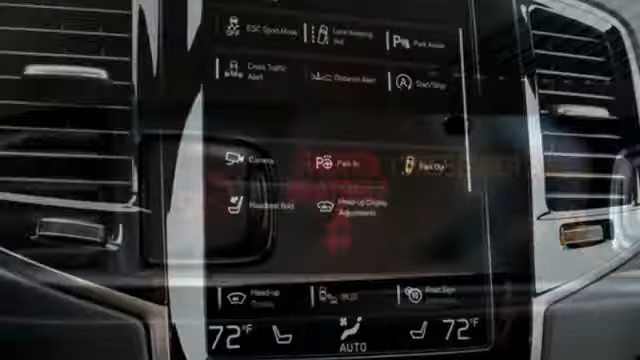 ESC Sport Mode
Lane Keeping
Aid
Park Assist
Cross Traffic
Alert
Distance Alert
Start/Stop
Camera
Park In
Park Out
Headrest Fold
Head-up Display
Adjustments
Head-up
Road Sign
72°F
AUTO
72°F